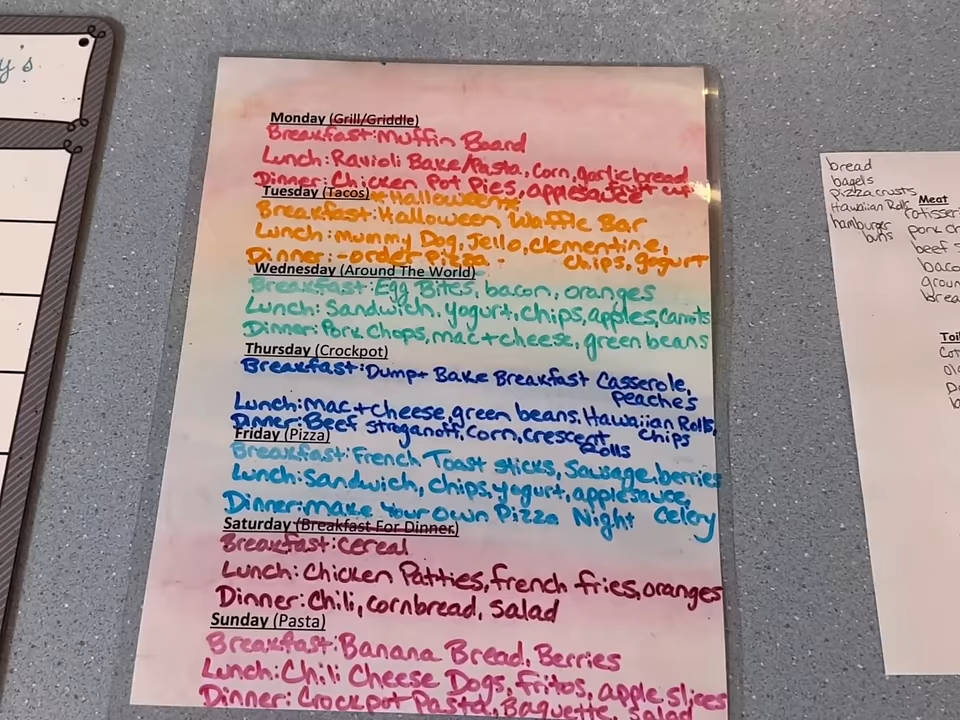 y's
Monday (Grill/Griddle)
Breakfast: Muffin Board
Lunch: Ravioli Bake/Pasta, Corn, garlic bread
Dinner: Chicken Pot Pies, applesauce, fruit cup
Tuesday (Tacos) *Halloween*
Breakfast: Halloween Waffle Bar
Lunch: Mummy Dog, Jello, clementine,
chips, yogurt
Dinner: -order Pizza -
Wednesday (Around The World)
Breakfast: Egg Bites, bacon, oranges
Lunch: Sandwich, yogurt, chips, apples, carrots
Dinner: Pork Chops, mac + cheese, green beans
Thursday (Crockpot)
Breakfast: Dump + Bake Breakfast Casserole,
peaches
Lunch: Mac + cheese, green beans, Hawaiian Rolls,
chips
Dinner: Beef Stroganoff, Corn, crescent
Rolls
Friday (Pizza)
Breakfast: French Toast sticks, Sausage, berries
Lunch: Sandwich, chips, yogurt, applesauce,
Celery
Dinner: make Your Own Pizza Night
Saturday (Breakfast For Dinner)
Breakfast: Cereal
Lunch: Chicken Patties, french fries, oranges
Dinner: Chili, cornbread, Salad
Sunday (Pasta)
Breakfast: Banana Bread, Berries
Lunch: Chili Cheese Dogs, fritos, apple slices
Dinner: Crockpot Pasta, Baguette, Salad
bread
bagels
Pizza crusts
Hawaiian Rolls
hamburger
buns
Meat
rotisser
pork
beef
baco
groun
brea
Toil